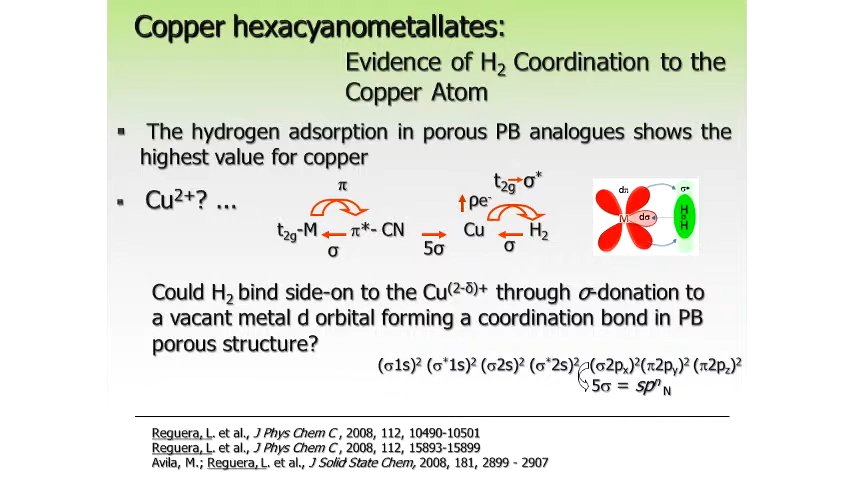 Copper hexacyanometallates:
Evidence of H₂ Coordination to the
Copper Atom
▪ The hydrogen adsorption in porous PB analogues shows the
highest value for copper
▪ Cu²⁺? ...
π
t₂g→σ*
ρe⁻
t₂g-M π*- CN Cu H₂
σ 5σ σ
dπ σ*
M dσ H
H
Could H₂ bind side-on to the Cu⁽²⁻ᵟ⁾⁺ through σ-donation to
a vacant metal d orbital forming a coordination bond in PB
porous structure?
(σ1s)² (σ*1s)² (σ2s)² (σ*2s)² (σ2pₓ)²(π2pᵧ)² (π2p_z)²
5σ = spⁿ N
Reguera, L. et al., J Phys Chem C , 2008, 112, 10490-10501
Reguera, L. et al., J Phys Chem C , 2008, 112, 15893-15899
Avila, M.; Reguera, L. et al., J Solid State Chem, 2008, 181, 2899 - 2907